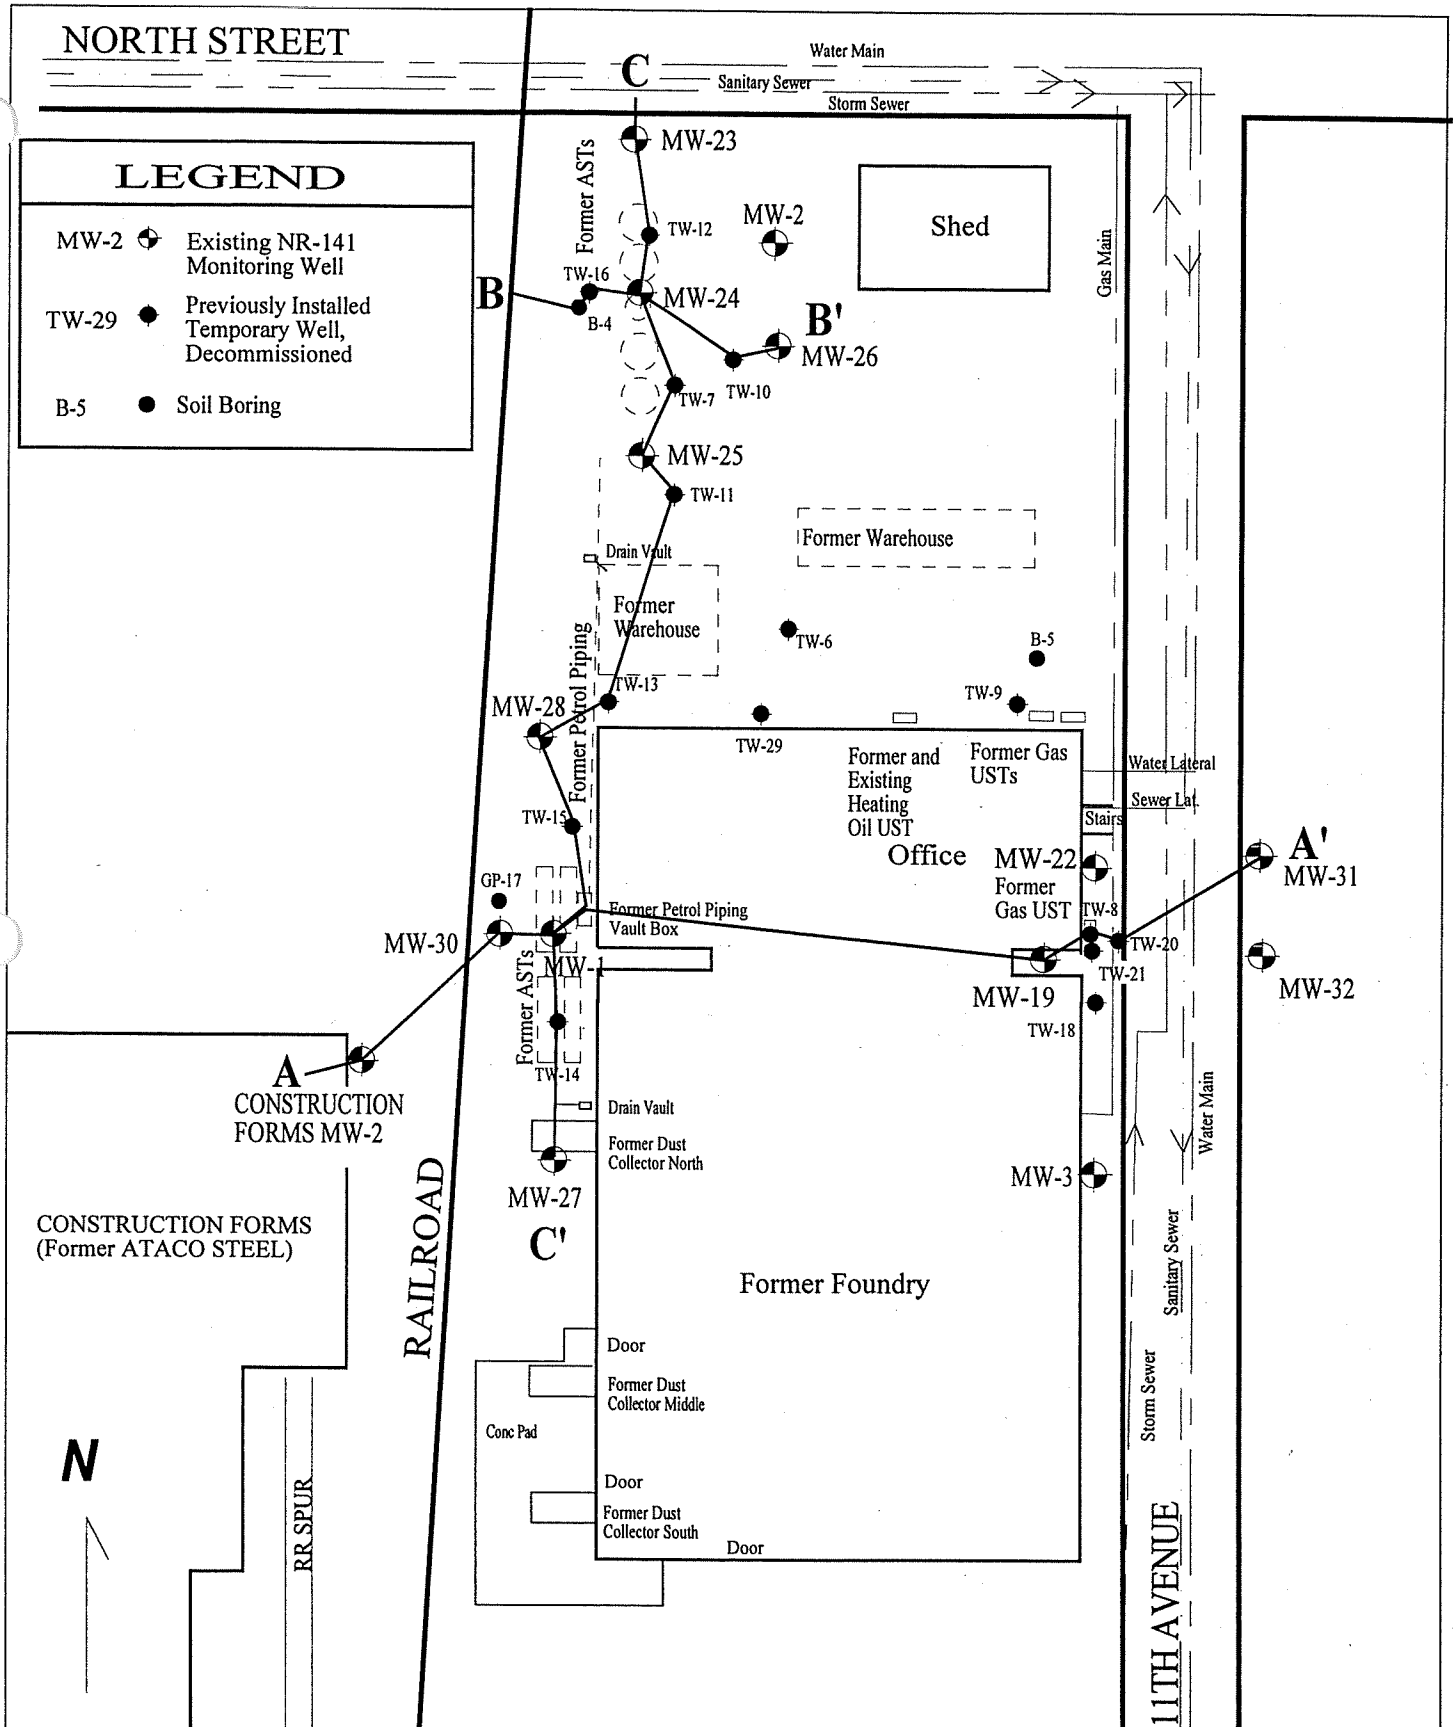 NORTH STREET
Water Main
Sanitary Sewer
Storm Sewer
C
MW-23
LEGEND
MW-2
Existing NR-141
Monitoring Well
TW-29
Previously Installed
Temporary Well,
Decommissioned
B-5
Soil Boring
Former ASTs
TW-12
MW-2
Shed
Gas Main
TW-16
B
MW-24
B-4
B'
MW-26
TW-10
TW-7
MW-25
TW-11
Former Warehouse
Drain Vault
Former
Warehouse
TW-6
B-5
Former Petrol Piping
TW-13
TW-9
MW-28
TW-29
Former and
Existing
Heating
Oil UST
Former Gas
USTs
Water Lateral
Sewer Lat.
Stairs
TW-15
Office
MW-22
A'
MW-31
GP-17
Former
Gas UST
TW-8
Former Petrol Piping
Vault Box
MW-30
TW-20
MW-1
TW-21
MW-19
MW-32
TW-18
Former ASTs
A
TW-14
CONSTRUCTION
FORMS MW-2
Drain Vault
Water Main
Former Dust
Collector North
MW-3
MW-27
C'
RAILROAD
CONSTRUCTION FORMS
(Former ATACO STEEL)
Sanitary Sewer
Former Foundry
Door
Former Dust
Collector Middle
Storm Sewer
Conc Pad
N
Door
RR SPUR
Former Dust
Collector South
Door
11TH AVENUE